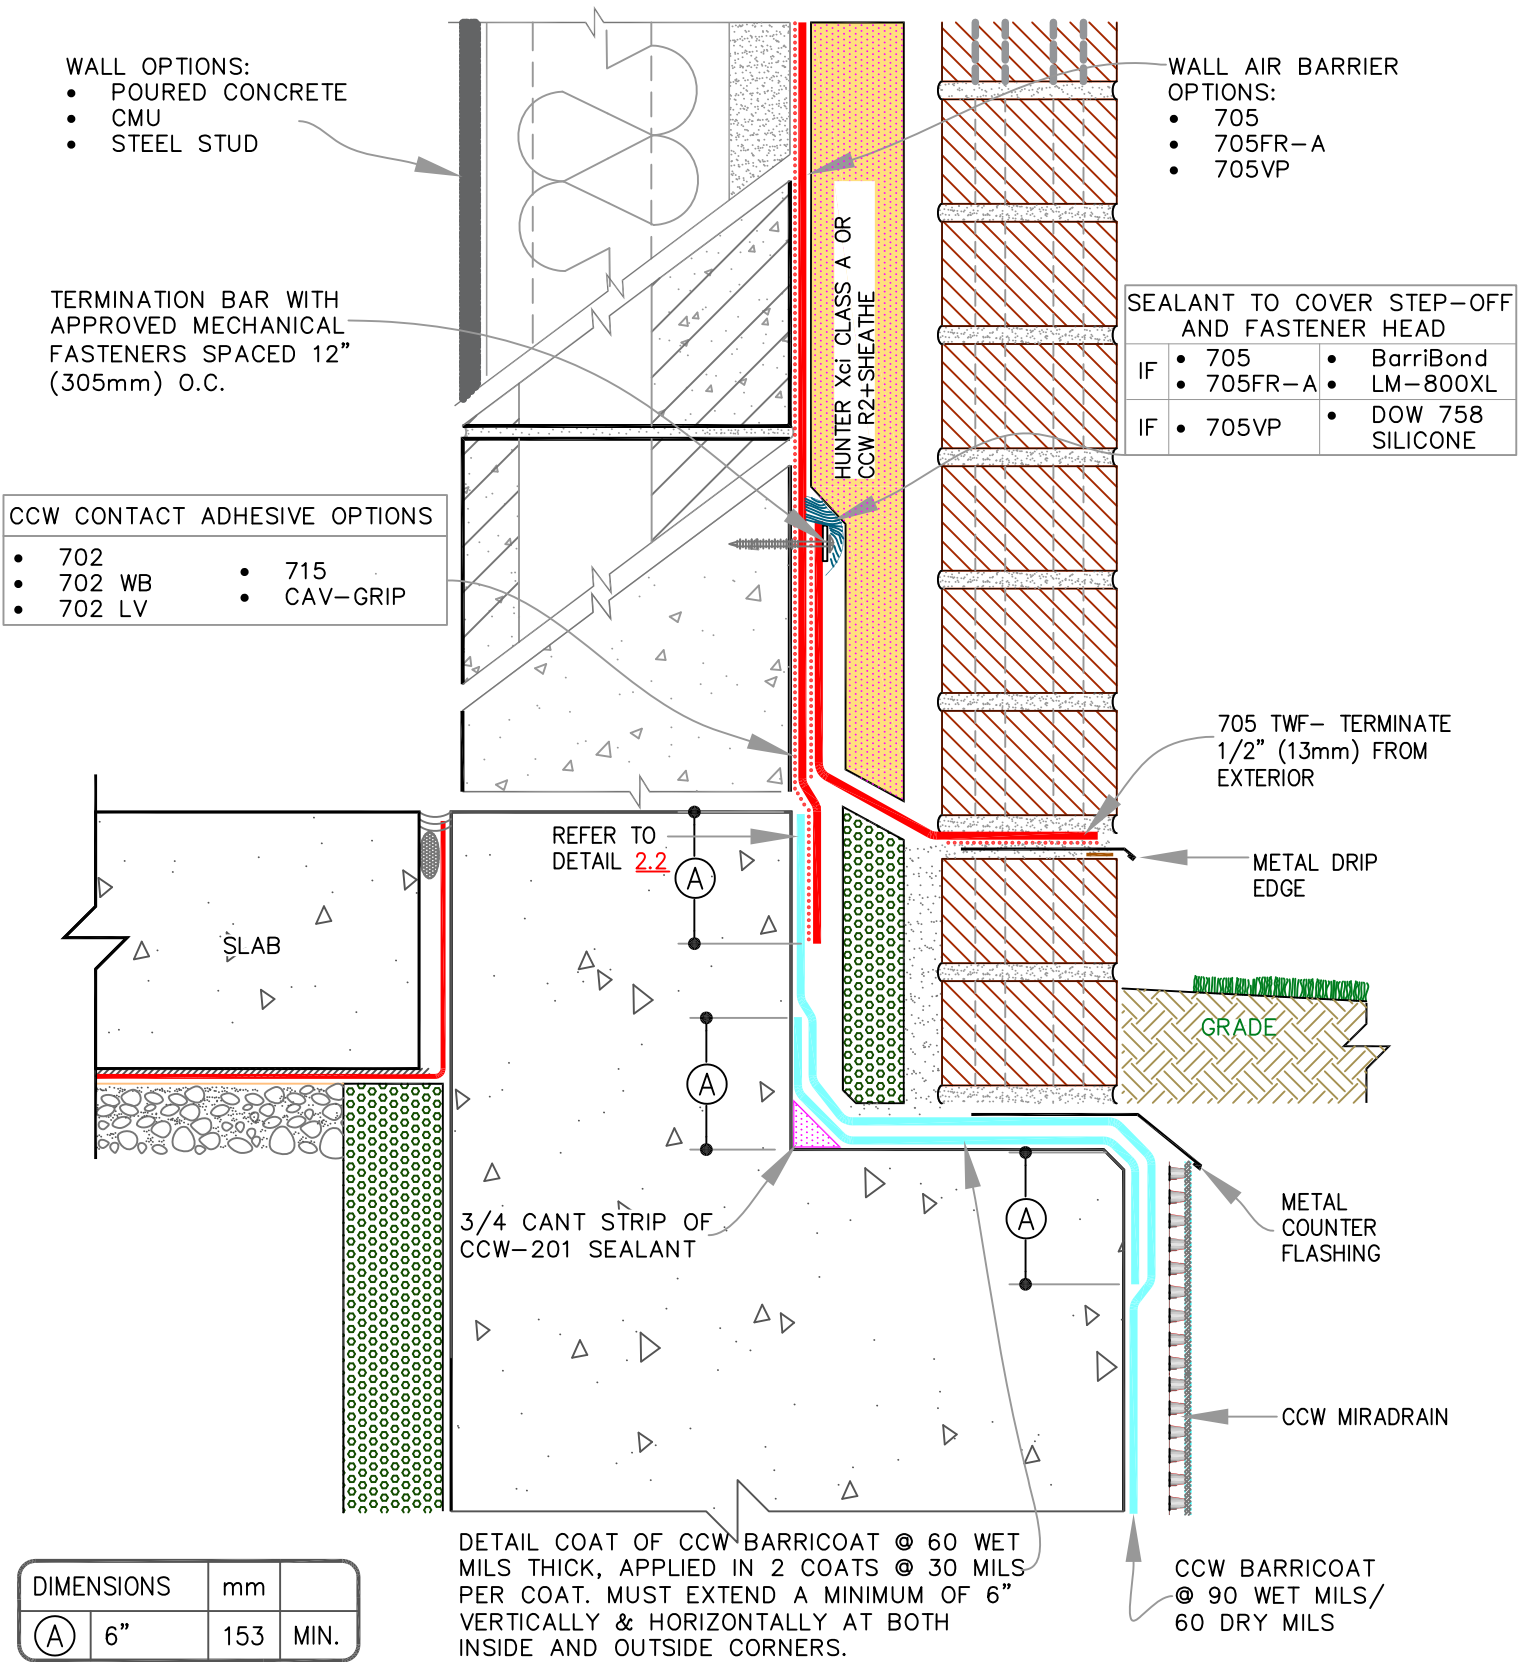 WALL OPTIONS:
• POURED CONCRETE
• CMU
• STEEL STUD
WALL AIR BARRIER
OPTIONS:
• 705
• 705FR-A
• 705VP
HUNTER Xci CLASS A OR
CCW R2+SHEATHE
TERMINATION BAR WITH
APPROVED MECHANICAL
FASTENERS SPACED 12"
(305mm) O.C.
SEALANT TO COVER STEP-OFF
AND FASTENER HEAD
IF • 705 • BarriBond
• 705FR-A • LM-800XL
IF • 705VP • DOW 758
SILICONE
CCW CONTACT ADHESIVE OPTIONS
• 702
• 702 WB
• 702 LV
• 715
• CAV-GRIP
705 TWF- TERMINATE
1/2" (13mm) FROM
EXTERIOR
REFER TO
DETAIL 2.2
A
METAL DRIP
EDGE
SLAB
GRADE
A
3/4 CANT STRIP OF
CCW-201 SEALANT
A
METAL
COUNTER
FLASHING
CCW MIRADRAIN
DETAIL COAT OF CCW BARRICOAT @ 60 WET
MILS THICK, APPLIED IN 2 COATS @ 30 MILS
PER COAT. MUST EXTEND A MINIMUM OF 6"
VERTICALLY & HORIZONTALLY AT BOTH
INSIDE AND OUTSIDE CORNERS.
CCW BARRICOAT
@ 90 WET MILS/
60 DRY MILS
DIMENSIONS mm
A 6" 153 MIN.